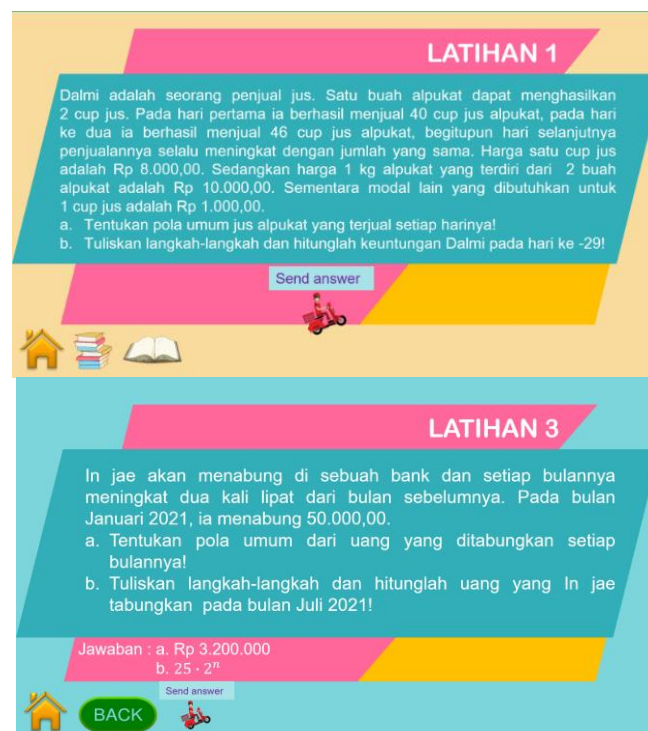 LATIHAN 1
Dalmi adalah seorang penjual jus. Satu buah alpukat dapat menghasilkan
2 cup jus. Pada hari pertama ia berhasil menjual 40 cup jus alpukat, pada hari
ke dua ia berhasil menjual 46 cup jus alpukat, begitupun hari selanjutnya
penjualannya selalu meningkat dengan jumlah yang sama. Harga satu cup jus
adalah Rp 8.000,00. Sedangkan harga 1 kg alpukat yang terdiri dari 2 buah
alpukat adalah Rp 10.000,00. Sementara modal lain yang dibutuhkan untuk
1 cup jus adalah Rp 1.000,00.
a. Tentukan pola umum jus alpukat yang terjual setiap harinya!
b. Tuliskan langkah-langkah dan hitunglah keuntungan Dalmi pada hari ke -29!
Send answer
LATIHAN 3
In jae akan menabung di sebuah bank dan setiap bulannya
meningkat dua kali lipat dari bulan sebelumnya. Pada bulan
Januari 2021, ia menabung 50.000,00.
a. Tentukan pola umum dari uang yang ditabungkan setiap
bulannya!
b. Tuliskan langkah-langkah dan hitunglah uang yang In jae
tabungkan pada bulan Juli 2021!
Jawaban : a. Rp 3.200.000
b. 25 · 2ⁿ
Send answer
BACK